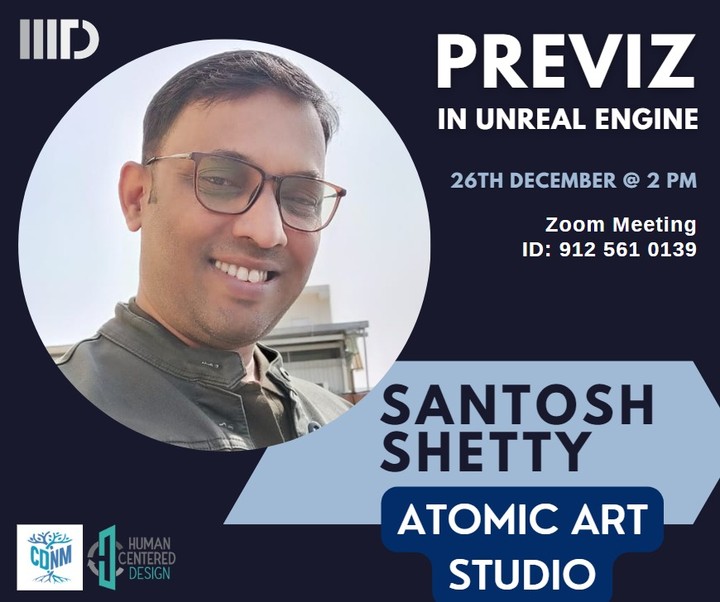 IIITD
PREVIZ
IN UNREAL ENGINE
26TH DECEMBER @ 2 PM
Zoom Meeting
ID: 912 561 0139
SANTOSH
SHETTY
ATOMIC ART
STUDIO
CDNM
HUMAN
CENTERED
DESIGN